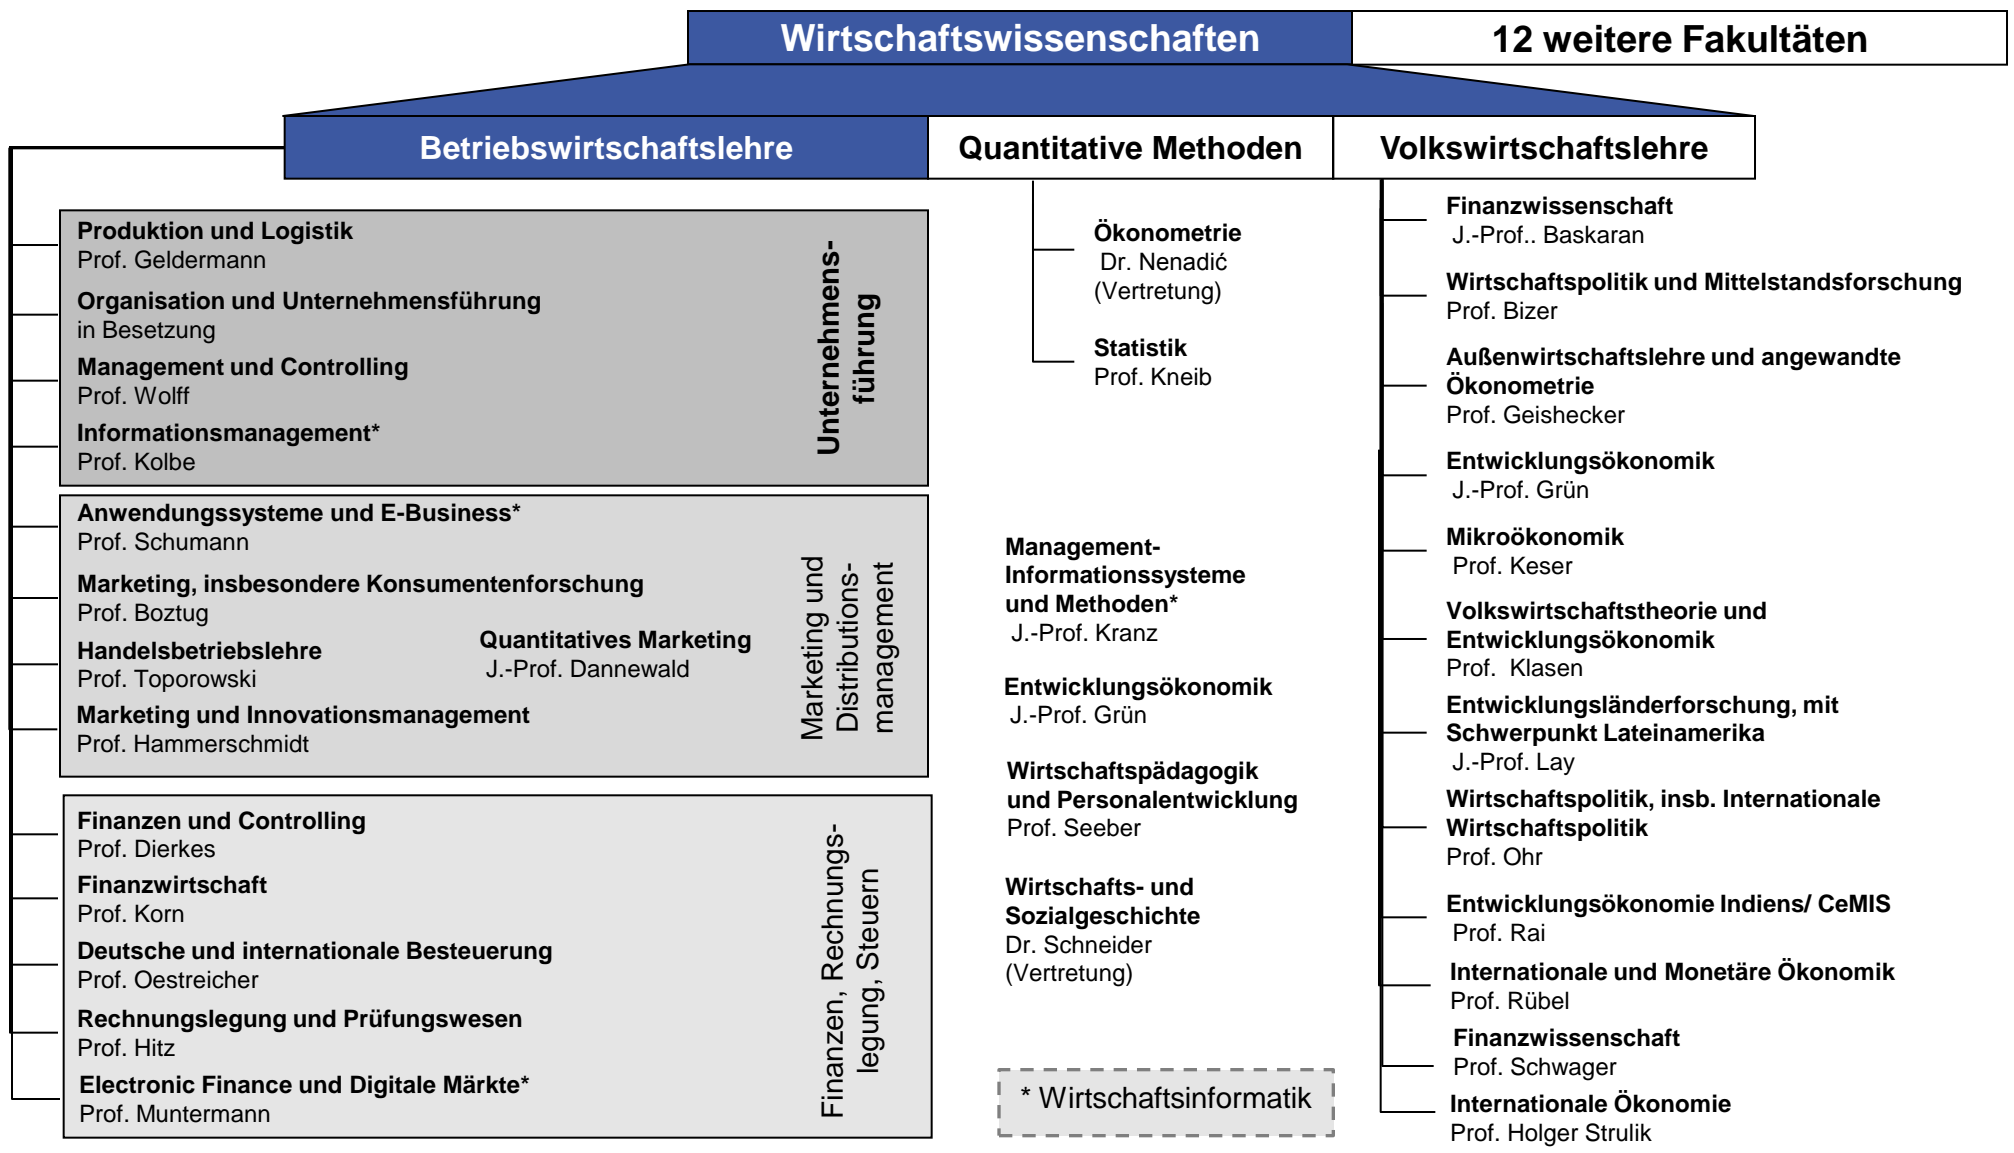 Wirtschaftswissenschaften
12 weitere Fakultäten
Betriebswirtschaftslehre
Quantitative Methoden
Volkswirtschaftslehre
Produktion und Logistik
Prof. Geldermann
Organisation und Unternehmensführung
in Besetzung
Management und Controlling
Prof. Wolff
Informationsmanagement*
Prof. Kolbe
Unternehmens-
führung
Anwendungssysteme und E-Business*
Prof. Schumann
Marketing, insbesondere Konsumentenforschung
Prof. Boztug
Handelsbetriebslehre
Prof. Toporowski
Quantitatives Marketing
J.-Prof. Dannewald
Marketing und Innovationsmanagement
Prof. Hammerschmidt
Marketing und
Distributions-
management
Finanzen und Controlling
Prof. Dierkes
Finanzwirtschaft
Prof. Korn
Deutsche und internationale Besteuerung
Prof. Oestreicher
Rechnungslegung und Prüfungswesen
Prof. Hitz
Electronic Finance und Digitale Märkte*
Prof. Muntermann
Finanzen, Rechnungs-
legung, Steuern
Ökonometrie
Dr. Nenadić
(Vertretung)
Statistik
Prof. Kneib
Management-
Informationssysteme
und Methoden*
J.-Prof. Kranz
Entwicklungsökonomik
J.-Prof. Grün
Wirtschaftspädagogik
und Personalentwicklung
Prof. Seeber
Wirtschafts- und
Sozialgeschichte
Dr. Schneider
(Vertretung)
* Wirtschaftsinformatik
Finanzwissenschaft
J.-Prof.. Baskaran
Wirtschaftspolitik und Mittelstandsforschung
Prof. Bizer
Außenwirtschaftslehre und angewandte
Ökonometrie
Prof. Geishecker
Entwicklungsökonomik
J.-Prof. Grün
Mikroökonomik
Prof. Keser
Volkswirtschaftstheorie und
Entwicklungsökonomik
Prof. Klasen
Entwicklungsländerforschung, mit
Schwerpunkt Lateinamerika
J.-Prof. Lay
Wirtschaftspolitik, insb. Internationale
Wirtschaftspolitik
Prof. Ohr
Entwicklungsökonomie Indiens/ CeMIS
Prof. Rai
Internationale und Monetäre Ökonomik
Prof. Rübel
Finanzwissenschaft
Prof. Schwager
Internationale Ökonomie
Prof. Holger Strulik